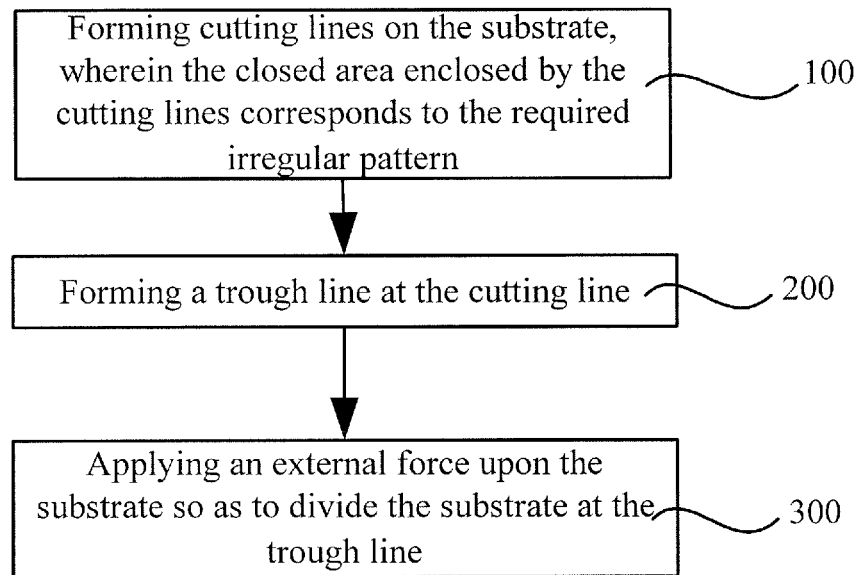 Forming cutting lines on the substrate,
wherein the closed area enclosed by the
cutting lines corresponds to the required
irregular pattern
100
Forming a trough line at the cutting line
200
Applying an external force upon the
substrate so as to divide the substrate at the
trough line
300